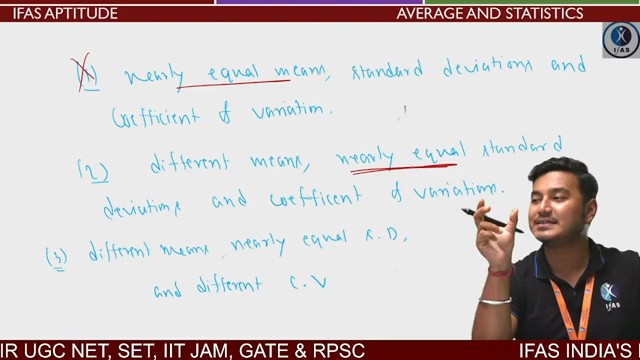 IFAS APTITUDE
AVERAGE AND STATISTICS
IFAS
(1) nearly equal means, standard deviations and
coefficient of variation.
(2) different means, nearly equal standard
deviations and coefficent of variations.
(3) different means, nearly equal S.D,
and different C.V
IR UGC NET, SET, IIT JAM, GATE & RPSC
IFAS INDIA'S
IFAS